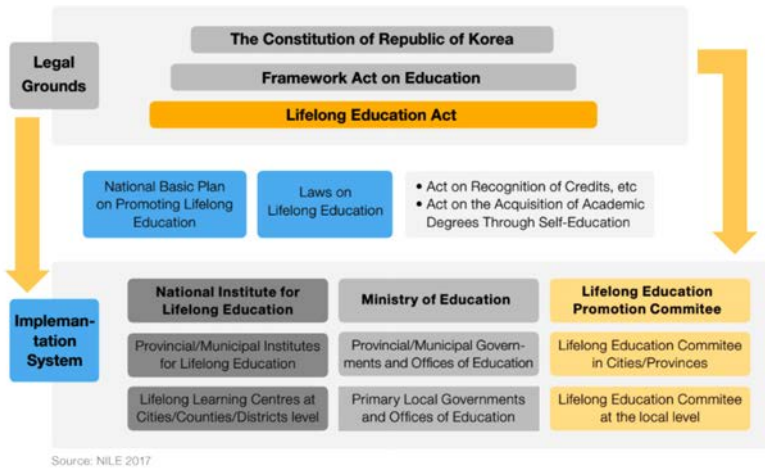 The Constitution of Republic of Korea
Legal
Grounds
Framework Act on Education
Lifelong Education Act
National Basic Plan
on Promoting Lifelong
Education
Laws on
Lifelong Education
• Act on Recognition of Credits, etc
• Act on the Acquisition of Academic
Degrees Through Self-Education
Impleman-
tation
System
National Institute for
Lifelong Education
Ministry of Education
Lifelong Education
Promotion Commitee
Provincial/Municipal Institutes
for Lifelong Education
Provincial/Municipal Govern-
ments and Offices of Education
Lifelong Education Commitee
in Cities/Provinces
Lifelong Learning Centres at
Cities/Counties/Districts level
Primary Local Governments
and Offices of Education
Lifelong Education Commitee
at the local level
Source: NILE 2017